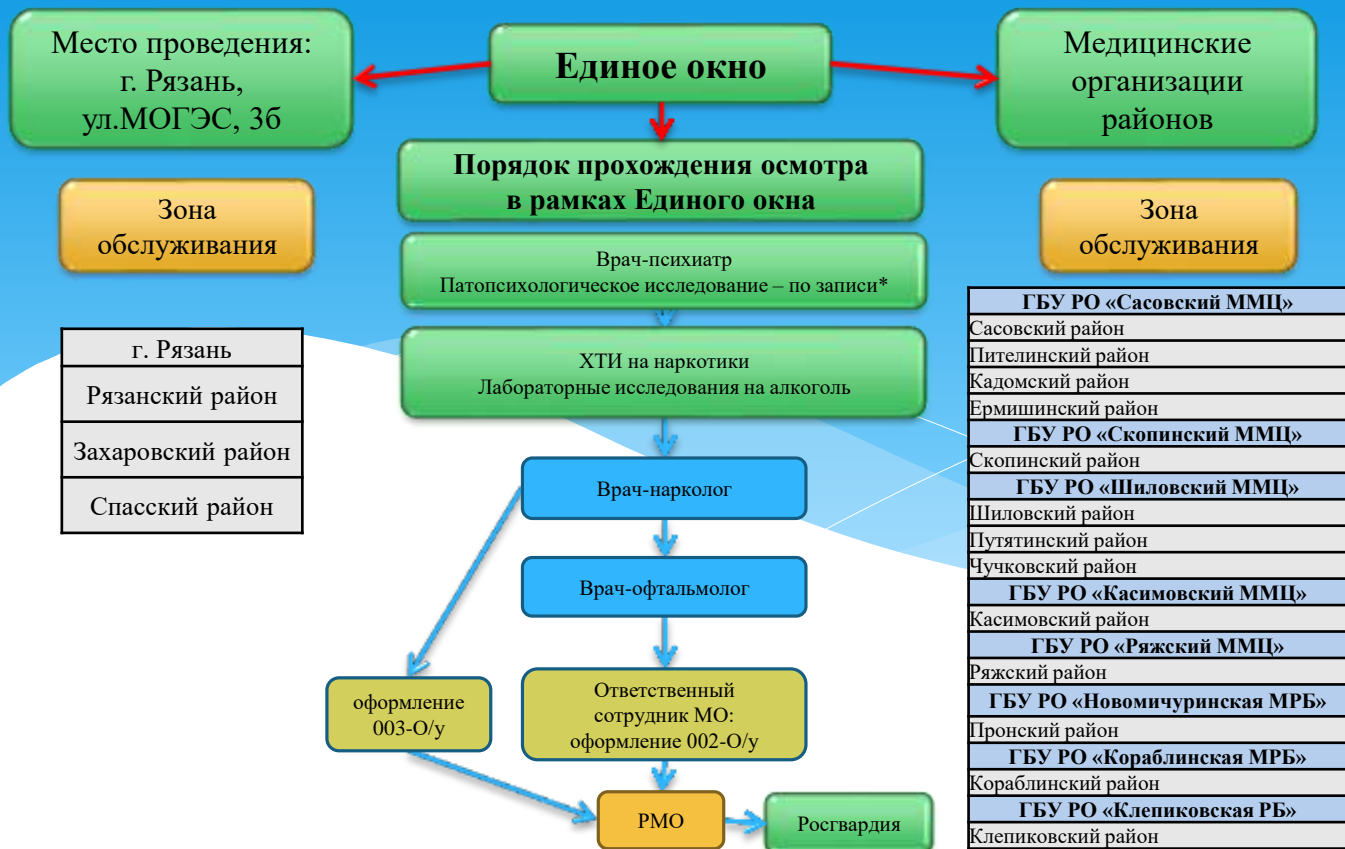 Место проведения:
г. Рязань,
ул.МОГЭС, 3б
Единое окно
Медицинские
организации
районов
Порядок прохождения осмотра
в рамках Единого окна
Зона
обслуживания
Зона
обслуживания
Врач-психиатр
Патопсихологическое исследование – по записи*
ХТИ на наркотики
Лабораторные исследования на алкоголь
г. Рязань
Рязанский район
Захаровский район
Спасский район
Врач-нарколог
Врач-офтальмолог
оформление
003-О/у
Ответственный
сотрудник МО:
оформление 002-О/у
РМО
Росгвардия
ГБУ РО «Сасовский ММЦ»
Сасовский район
Пителинский район
Кадомский район
Ермишинский район
ГБУ РО «Скопинский ММЦ»
Скопинский район
ГБУ РО «Шиловский ММЦ»
Шиловский район
Путятинский район
Чучковский район
ГБУ РО «Касимовский ММЦ»
Касимовский район
ГБУ РО «Ряжский ММЦ»
Ряжский район
ГБУ РО «Новомичуринская МРБ»
Пронский район
ГБУ РО «Кораблинская МРБ»
Кораблинский район
ГБУ РО «Клепиковская РБ»
Клепиковский район